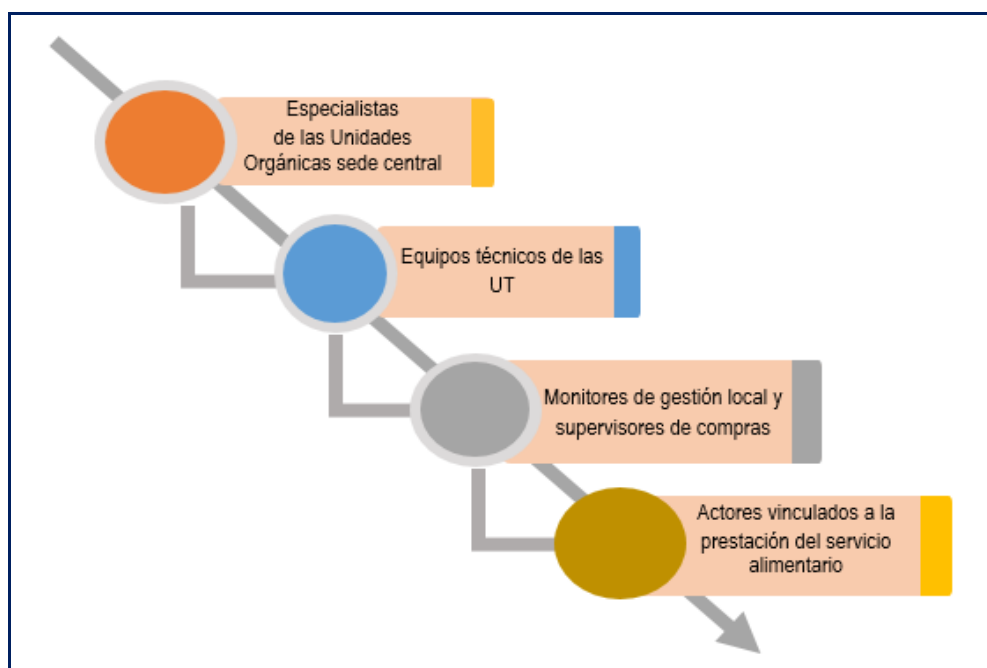 Especialistas
de las Unidades
Orgánicas sede central
Equipos técnicos de las
UT
Monitores de gestión local y
supervisores de compras
Actores vinculados a la
prestación del servicio
alimentario